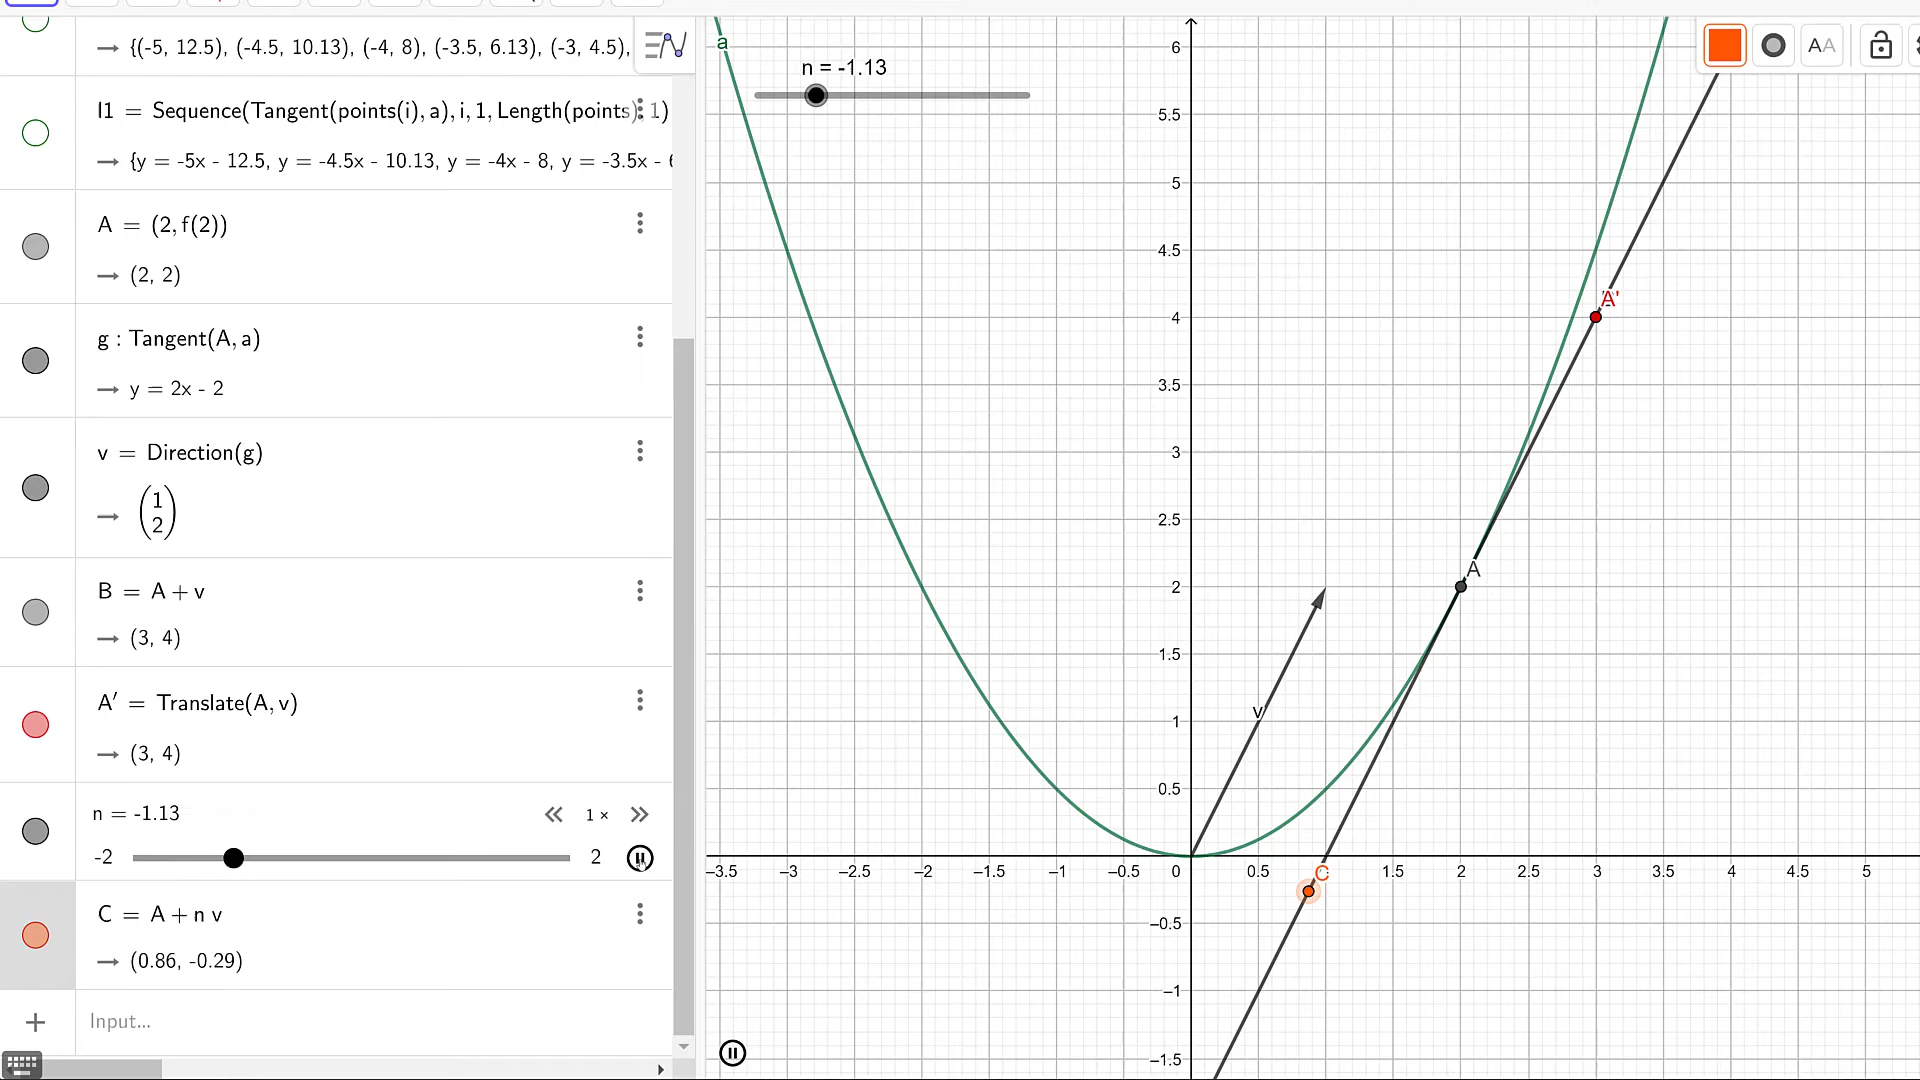 → {(-5, 12.5), (-4.5, 10.13), (-4, 8), (-3.5, 6.13), (-3, 4.5),
l1 = Sequence(Tangent(points(i), a), i, 1, Length(points), 1)
→ {y = -5x - 12.5, y = -4.5x - 10.13, y = -4x - 8, y = -3.5x - 6
A = (2, f(2))
→ (2, 2)
g : Tangent(A, a)
→ y = 2x - 2
v = Direction(g)
→ (1
2)
B = A + v
→ (3, 4)
A′ = Translate(A, v)
→ (3, 4)
n = -1.13
1 ×
-2
2
C = A + n v
→ (0.86, -0.29)
Input...
a
n = -1.13
AA
6
5.5
5
4.5
4
3.5
3
2.5
2
1.5
1
0.5
–0.5
–1
–1.5
–3.5 –3 –2.5 –2 –1.5 –1 –0.5 0 0.5 1.5 2 2.5 3 3.5 4 4.5 5
A'
A
v
C